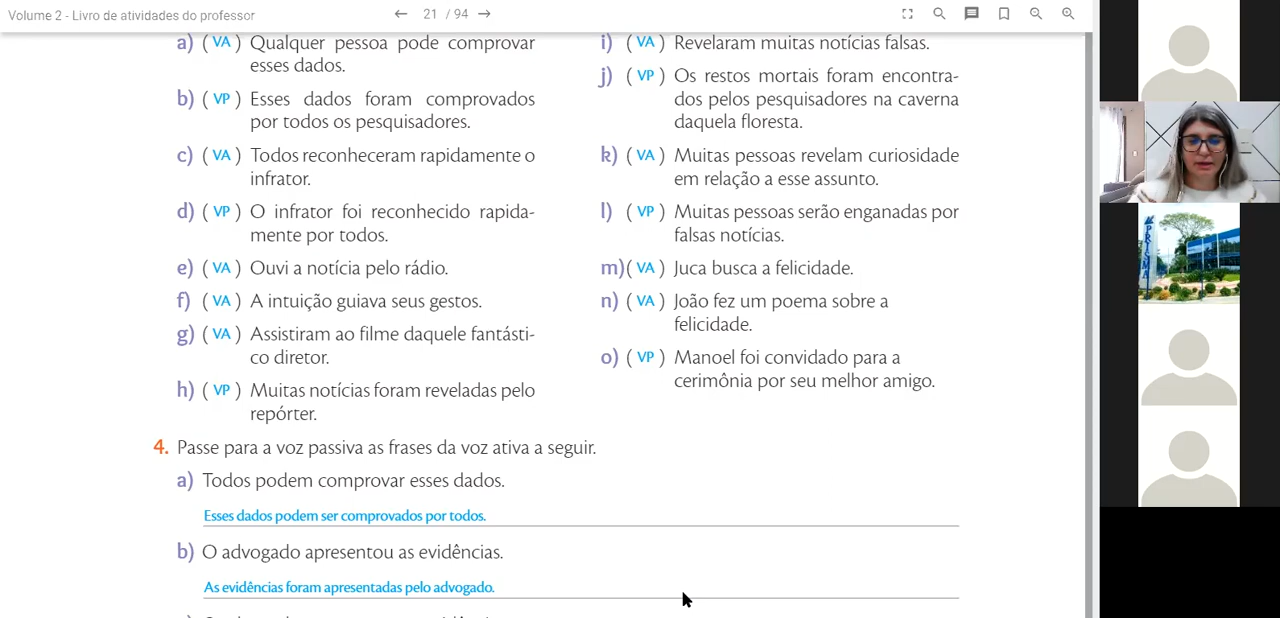 Volume 2 - Livro de atividades do professor
21 / 94
a) ( VA ) Qualquer pessoa pode comprovar
esses dados.
b) ( VP ) Esses dados foram comprovados
por todos os pesquisadores.
c) ( VA ) Todos reconheceram rapidamente o
infrator.
d) ( VP ) O infrator foi reconhecido rapida-
mente por todos.
e) ( VA ) Ouvi a notícia pelo rádio.
f) ( VA ) A intuição guiava seus gestos.
g) ( VA ) Assistiram ao filme daquele fantásti-
co diretor.
h) ( VP ) Muitas notícias foram reveladas pelo
repórter.
i) ( VA ) Revelaram muitas notícias falsas.
j) ( VP ) Os restos mortais foram encontra-
dos pelos pesquisadores na caverna
daquela floresta.
k) ( VA ) Muitas pessoas revelam curiosidade
em relação a esse assunto.
l) ( VP ) Muitas pessoas serão enganadas por
falsas notícias.
m)( VA ) Juca busca a felicidade.
n) ( VA ) João fez um poema sobre a
felicidade.
o) ( VP ) Manoel foi convidado para a
cerimônia por seu melhor amigo.
4. Passe para a voz passiva as frases da voz ativa a seguir.
a) Todos podem comprovar esses dados.
Esses dados podem ser comprovados por todos.
b) O advogado apresentou as evidências.
As evidências foram apresentadas pelo advogado.